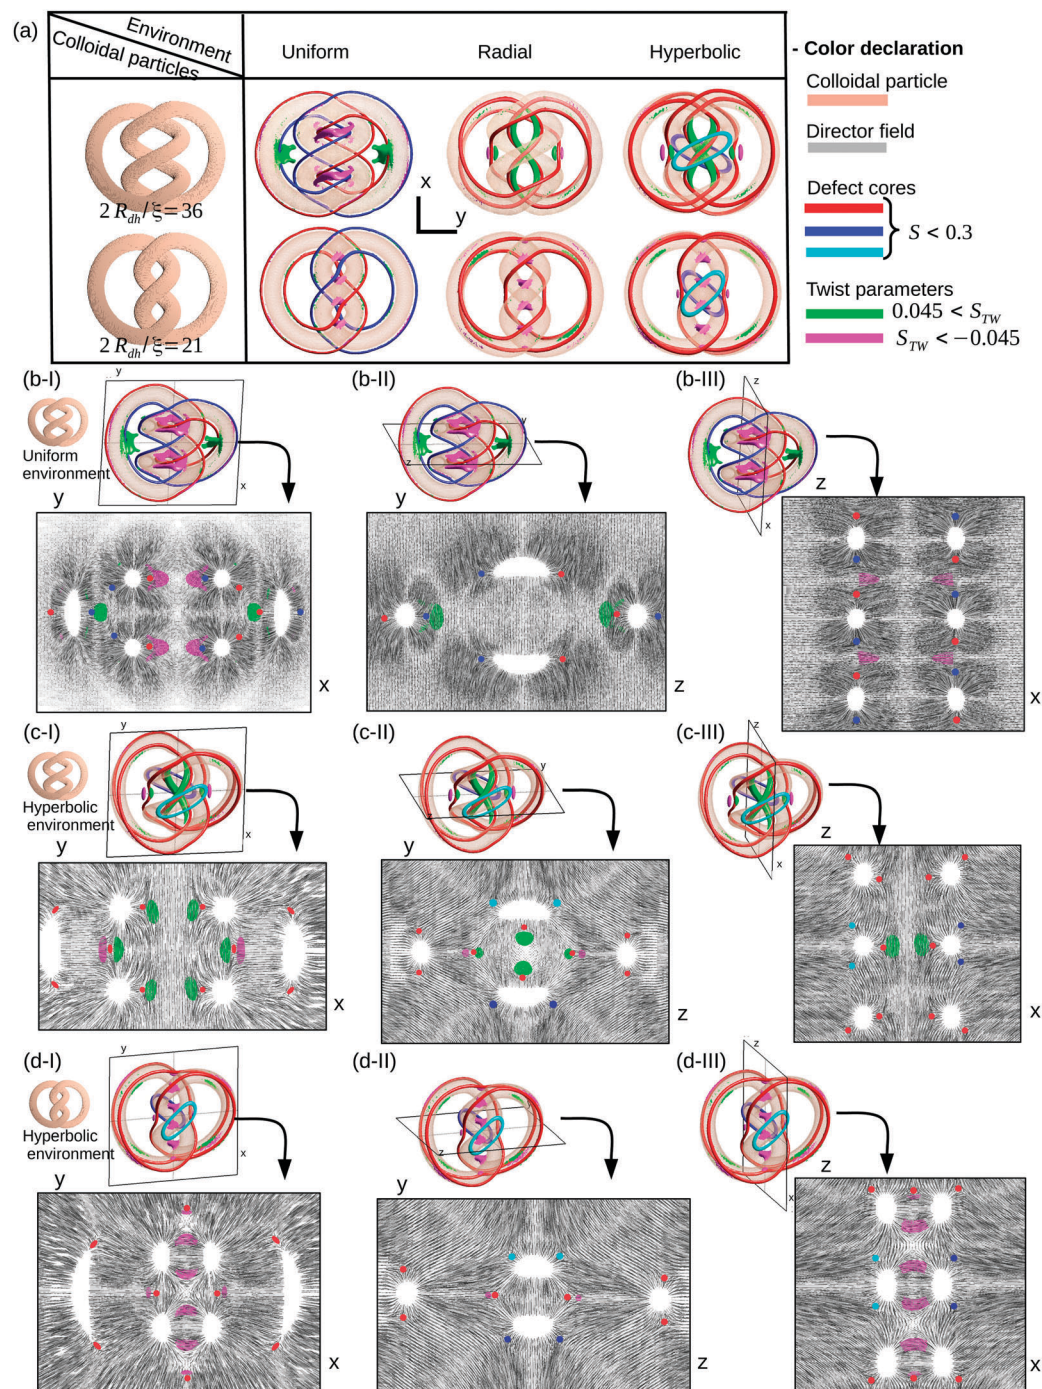 (a)
Environment
Colloidal particles
Uniform
Radial
Hyperbolic
2 R_dh / ξ = 36
2 R_dh / ξ = 21
x
y
- Color declaration
Colloidal particle
Director field
Defect cores
S < 0.3
Twist parameters
0.045 < S_TW
S_TW < −0.045
(b-I)
y
x
Uniform
environment
y
x
(b-II)
y
z
y
z
(b-III)
z
x
z
x
(c-I)
y
x
Hyperbolic
environment
y
x
(c-II)
y
z
y
z
(c-III)
z
x
z
x
(d-I)
y
x
Hyperbolic
environment
y
x
(d-II)
y
z
y
z
(d-III)
z
x
z
x